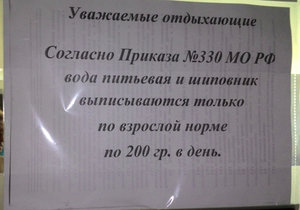 Уважаемые отдыхающие
Согласно Приказа №330 МО РФ
вода питьевая и шиповник
выписываются только
по взрослой норме
по 200 гр. в день.